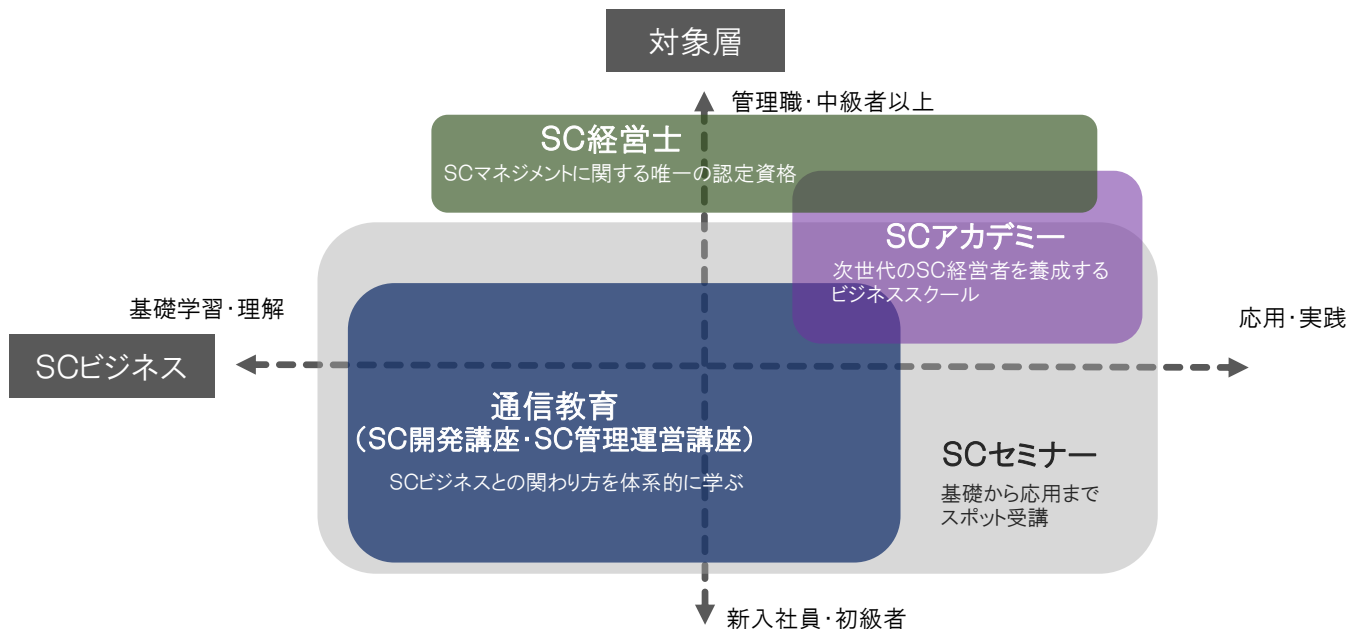 対象層
管理職・中級者以上
SC経営士
SCマネジメントに関する唯一の認定資格
SCアカデミー
次世代のSC経営者を養成する
ビジネススクール
基礎学習・理解
応用・実践
SCビジネス
通信教育
（SC開発講座・SC管理運営講座）
SCビジネスとの関わり方を体系的に学ぶ
SCセミナー
基礎から応用まで
スポット受講
新入社員・初級者